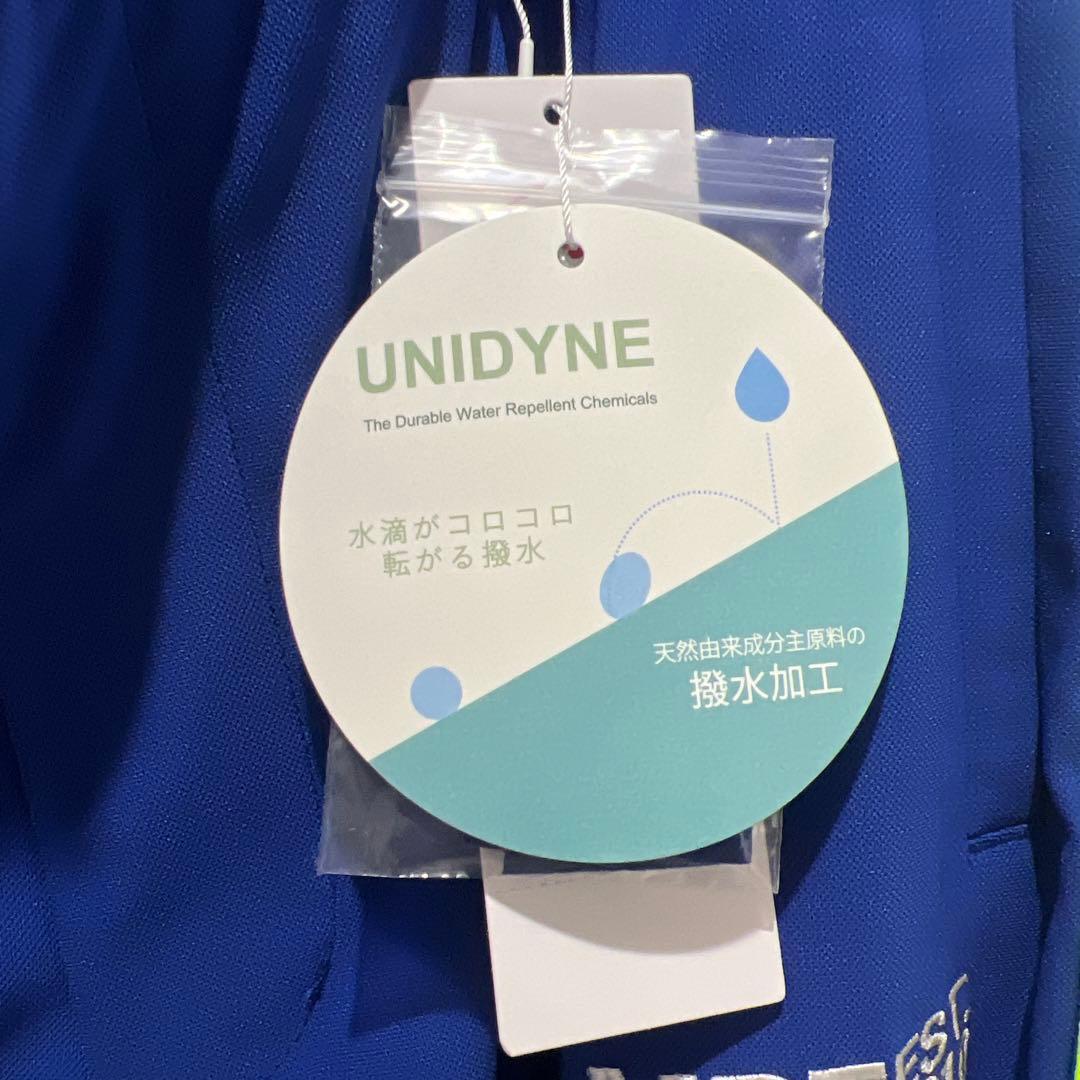 UNIDYNE
The Durable Water Repellent Chemicals
水滴がコロコロ
転がる撥水
天然由来成分主原料の
撥水加工